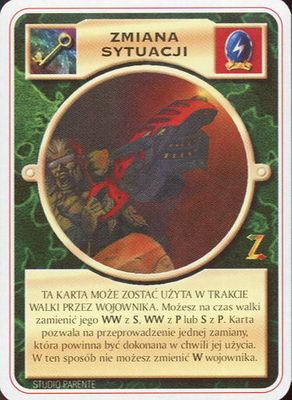 ZMIANA
SYTUACJI
Z
TA KARTA MOŻE ZOSTAĆ UŻYTA W TRAKCIE
WALKI PRZEZ WOJOWNIKA. Możesz na czas walki
zamienić jego WW z S, WW z P lub S z P. Karta
pozwala na przeprowadzenie jednej zamiany,
która powinna być dokonana w chwili jej użycia.
W ten sposób nie możesz zmienić W wojownika.
STUDIO PARENTE